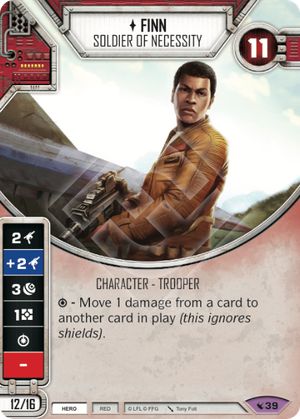 FINN
SOLDIER OF NECESSITY
11
2
+2
3
1
-
CHARACTER - TROOPER
- Move 1 damage from a card to
another card in play (this ignores
shields).
12/16
HERO
RED
© LFL © FFG
Tony Foti
39